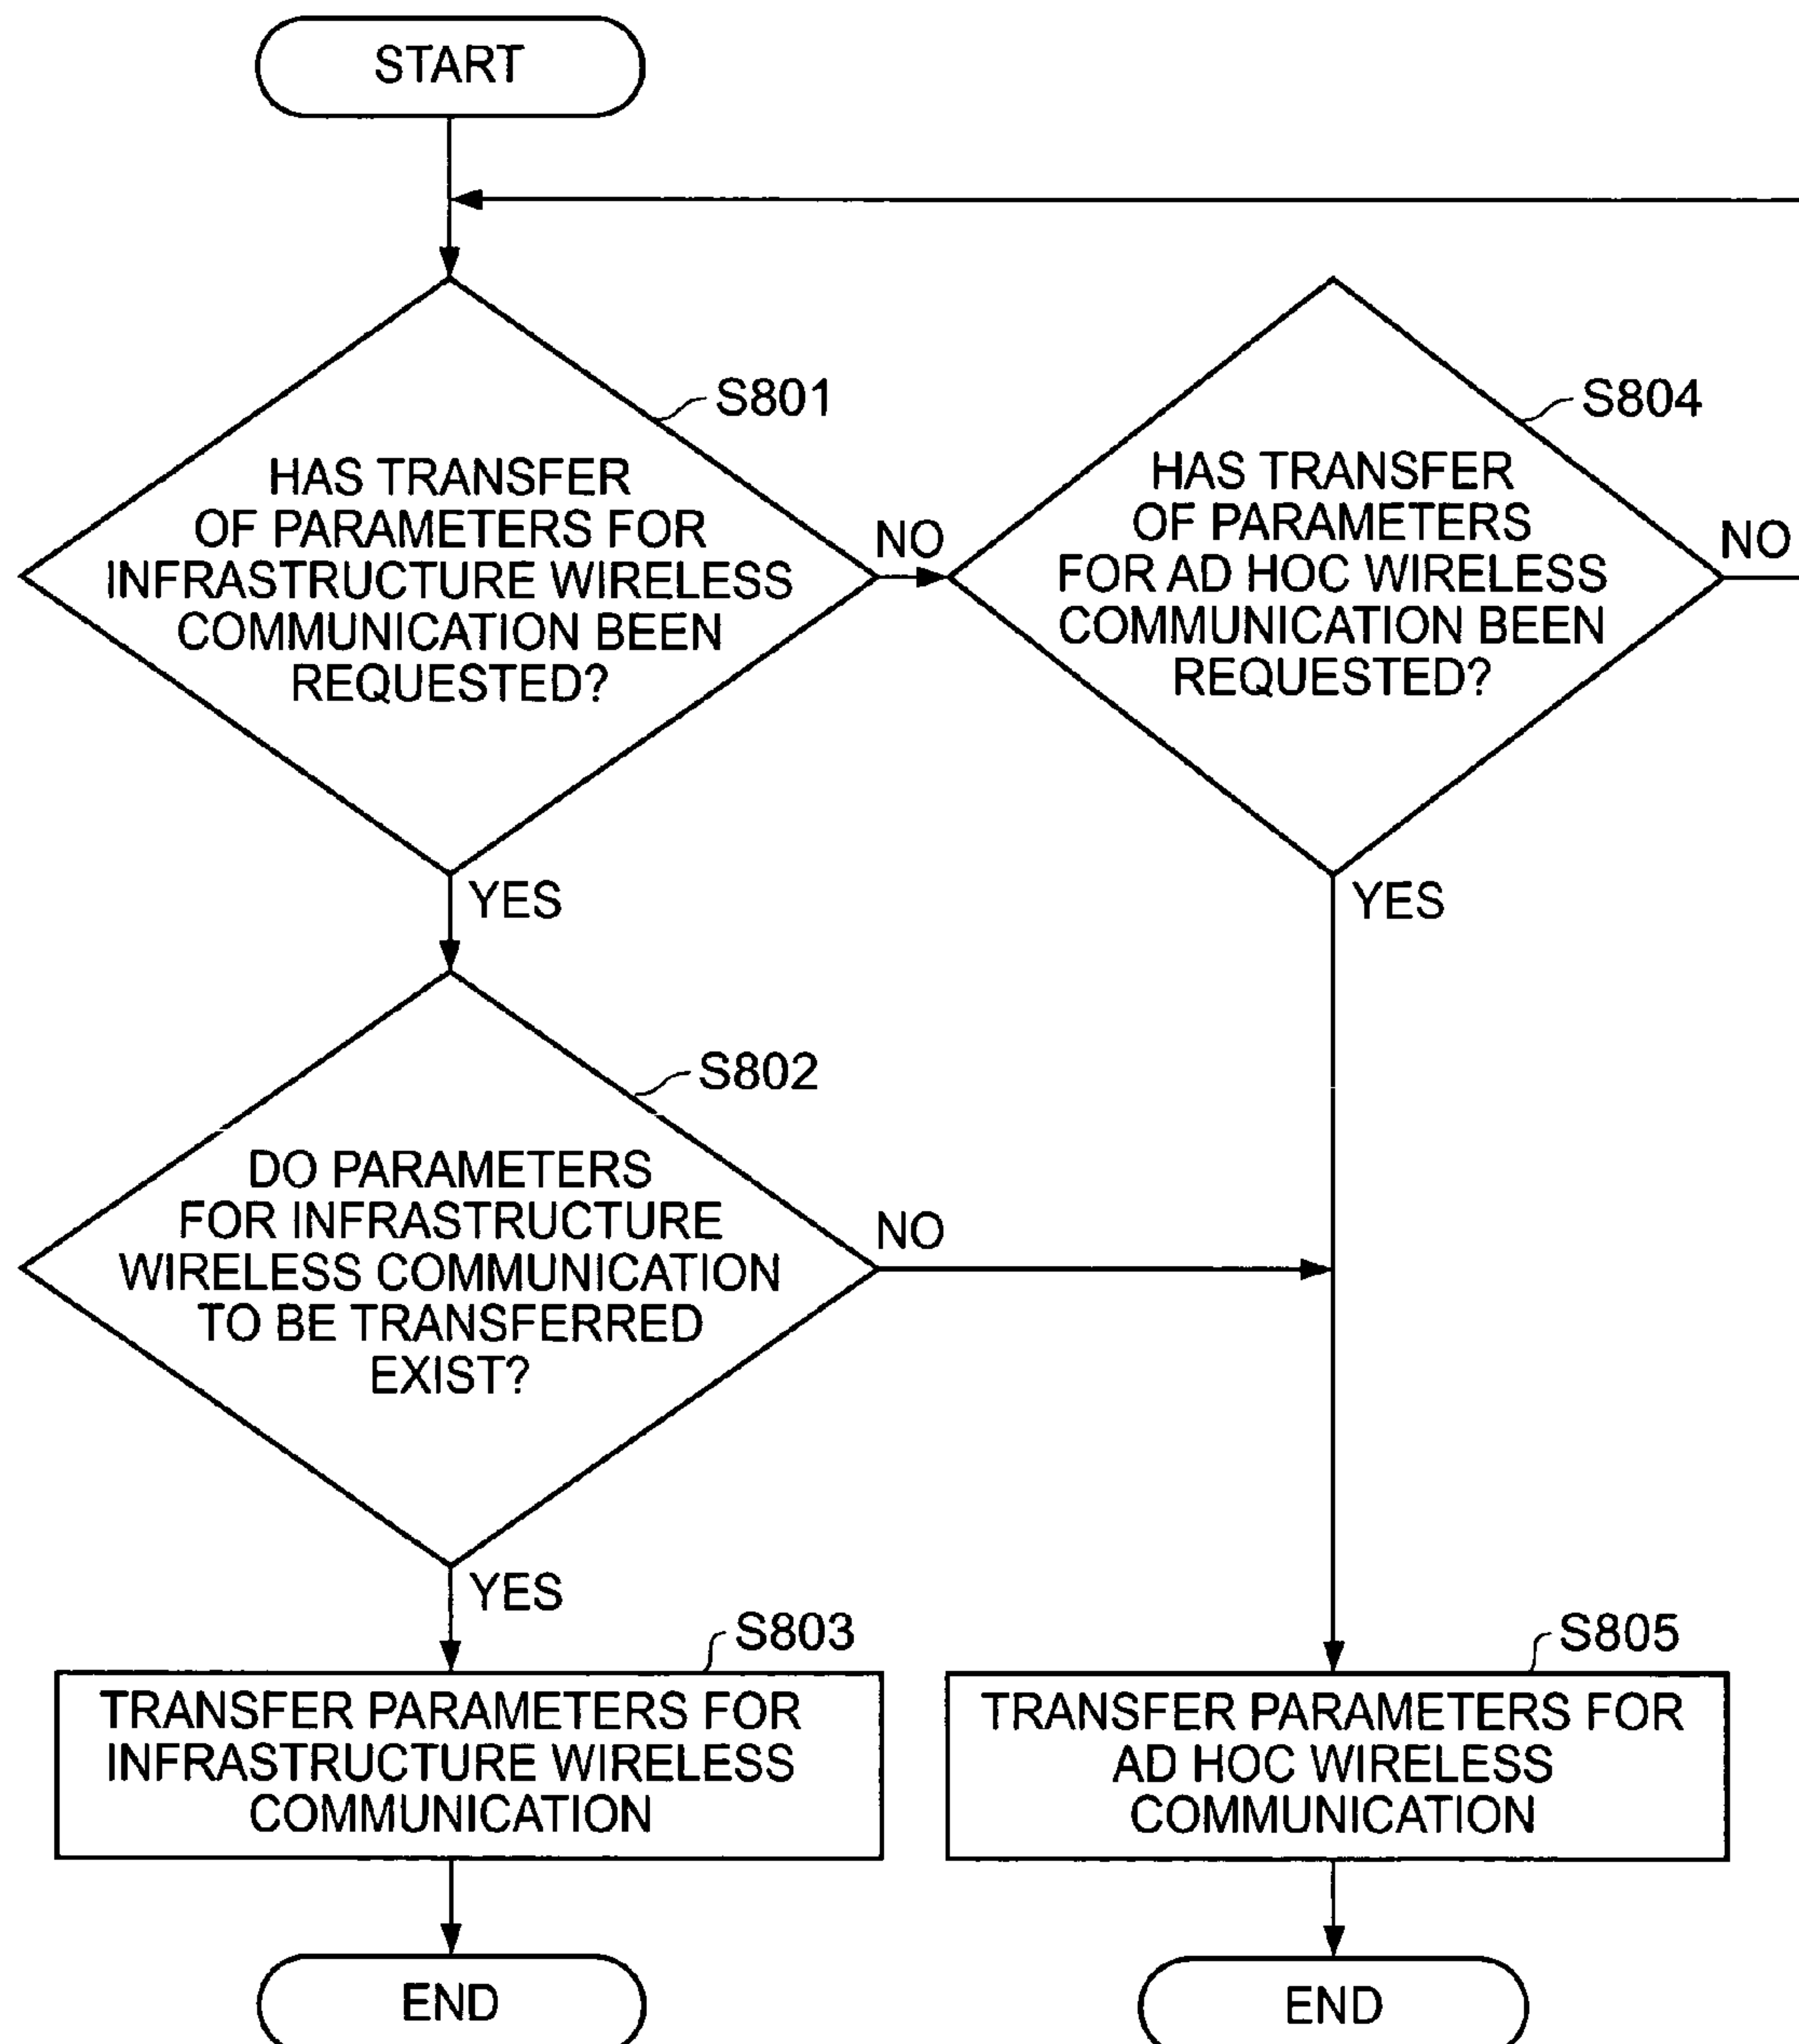 START
S801
HAS TRANSFER
OF PARAMETERS FOR
INFRASTRUCTURE WIRELESS
COMMUNICATION BEEN
REQUESTED?
NO
YES
S804
HAS TRANSFER
OF PARAMETERS
FOR AD HOC WIRELESS
COMMUNICATION BEEN
REQUESTED?
NO
YES
S802
DO PARAMETERS
FOR INFRASTRUCTURE
WIRELESS COMMUNICATION
TO BE TRANSFERRED
EXIST?
NO
YES
S803
TRANSFER PARAMETERS FOR
INFRASTRUCTURE WIRELESS
COMMUNICATION
S805
TRANSFER PARAMETERS FOR
AD HOC WIRELESS
COMMUNICATION
END
END